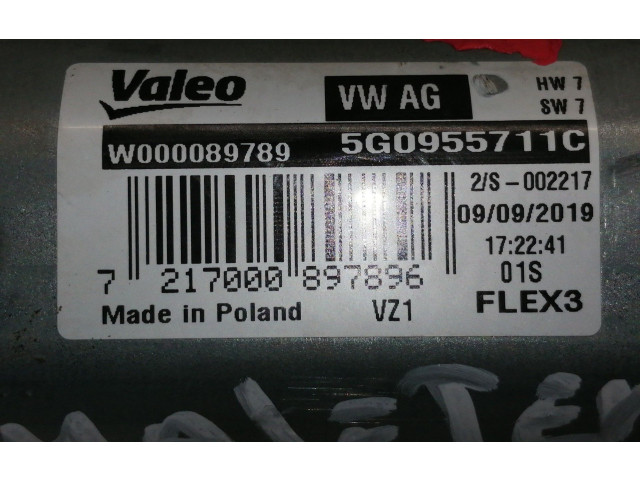 Valeo VW AG HW 7
SW 7
W000089789 5G0955711C
2/S-002217
09/09/2019
17:22:41
7 217000 897896 01S
Made in Poland VZ1 FLEX3